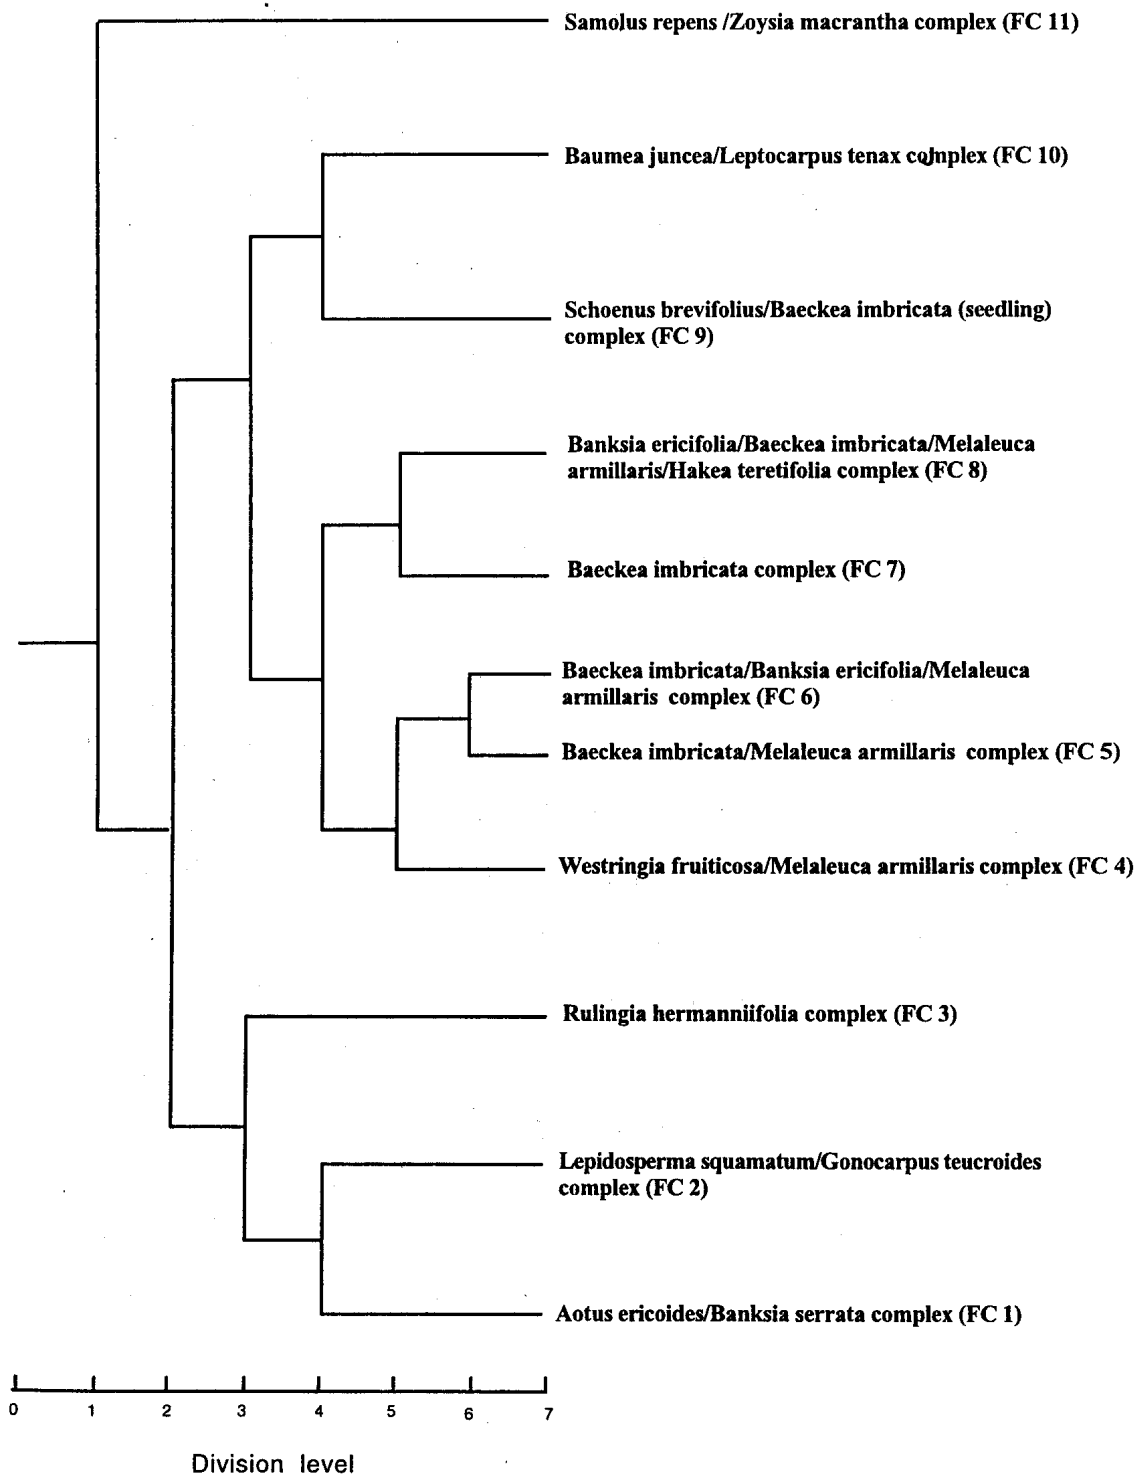 Samolus repens /Zoysia macrantha complex (FC 11)
Baumea juncea/Leptocarpus tenax complex (FC 10)
Schoenus brevifolius/Baeckea imbricata (seedling)
complex (FC 9)
Banksia ericifolia/Baeckea imbricata/Melaleuca
armillaris/Hakea teretifolia complex (FC 8)
Baeckea imbricata complex (FC 7)
Baeckea imbricata/Banksia ericifolia/Melaleuca
armillaris complex (FC 6)
Baeckea imbricata/Melaleuca armillaris complex (FC 5)
Westringia fruiticosa/Melaleuca armillaris complex (FC 4)
Rulingia hermanniifolia complex (FC 3)
Lepidosperma squamatum/Gonocarpus teucroides
complex (FC 2)
Aotus ericoides/Banksia serrata complex (FC 1)
0 1 2 3 4 5 6 7
Division level